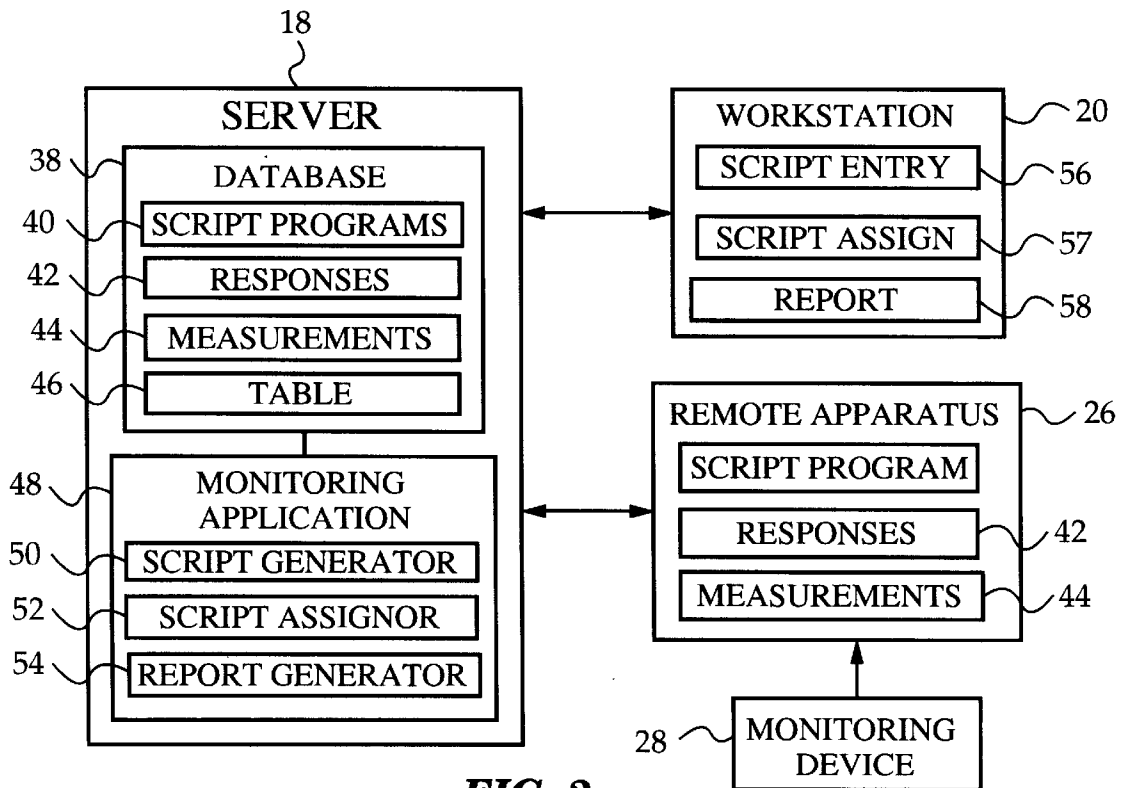 18
SERVER
38
DATABASE
40
SCRIPT PROGRAMS
42
RESPONSES
44
MEASUREMENTS
46
TABLE
48
MONITORING
APPLICATION
50
SCRIPT GENERATOR
52
SCRIPT ASSIGNOR
54
REPORT GENERATOR
WORKSTATION
20
SCRIPT ENTRY
56
SCRIPT ASSIGN
57
REPORT
58
REMOTE APPARATUS
26
SCRIPT PROGRAM
RESPONSES
42
MEASUREMENTS
44
28
MONITORING
DEVICE
FIG.